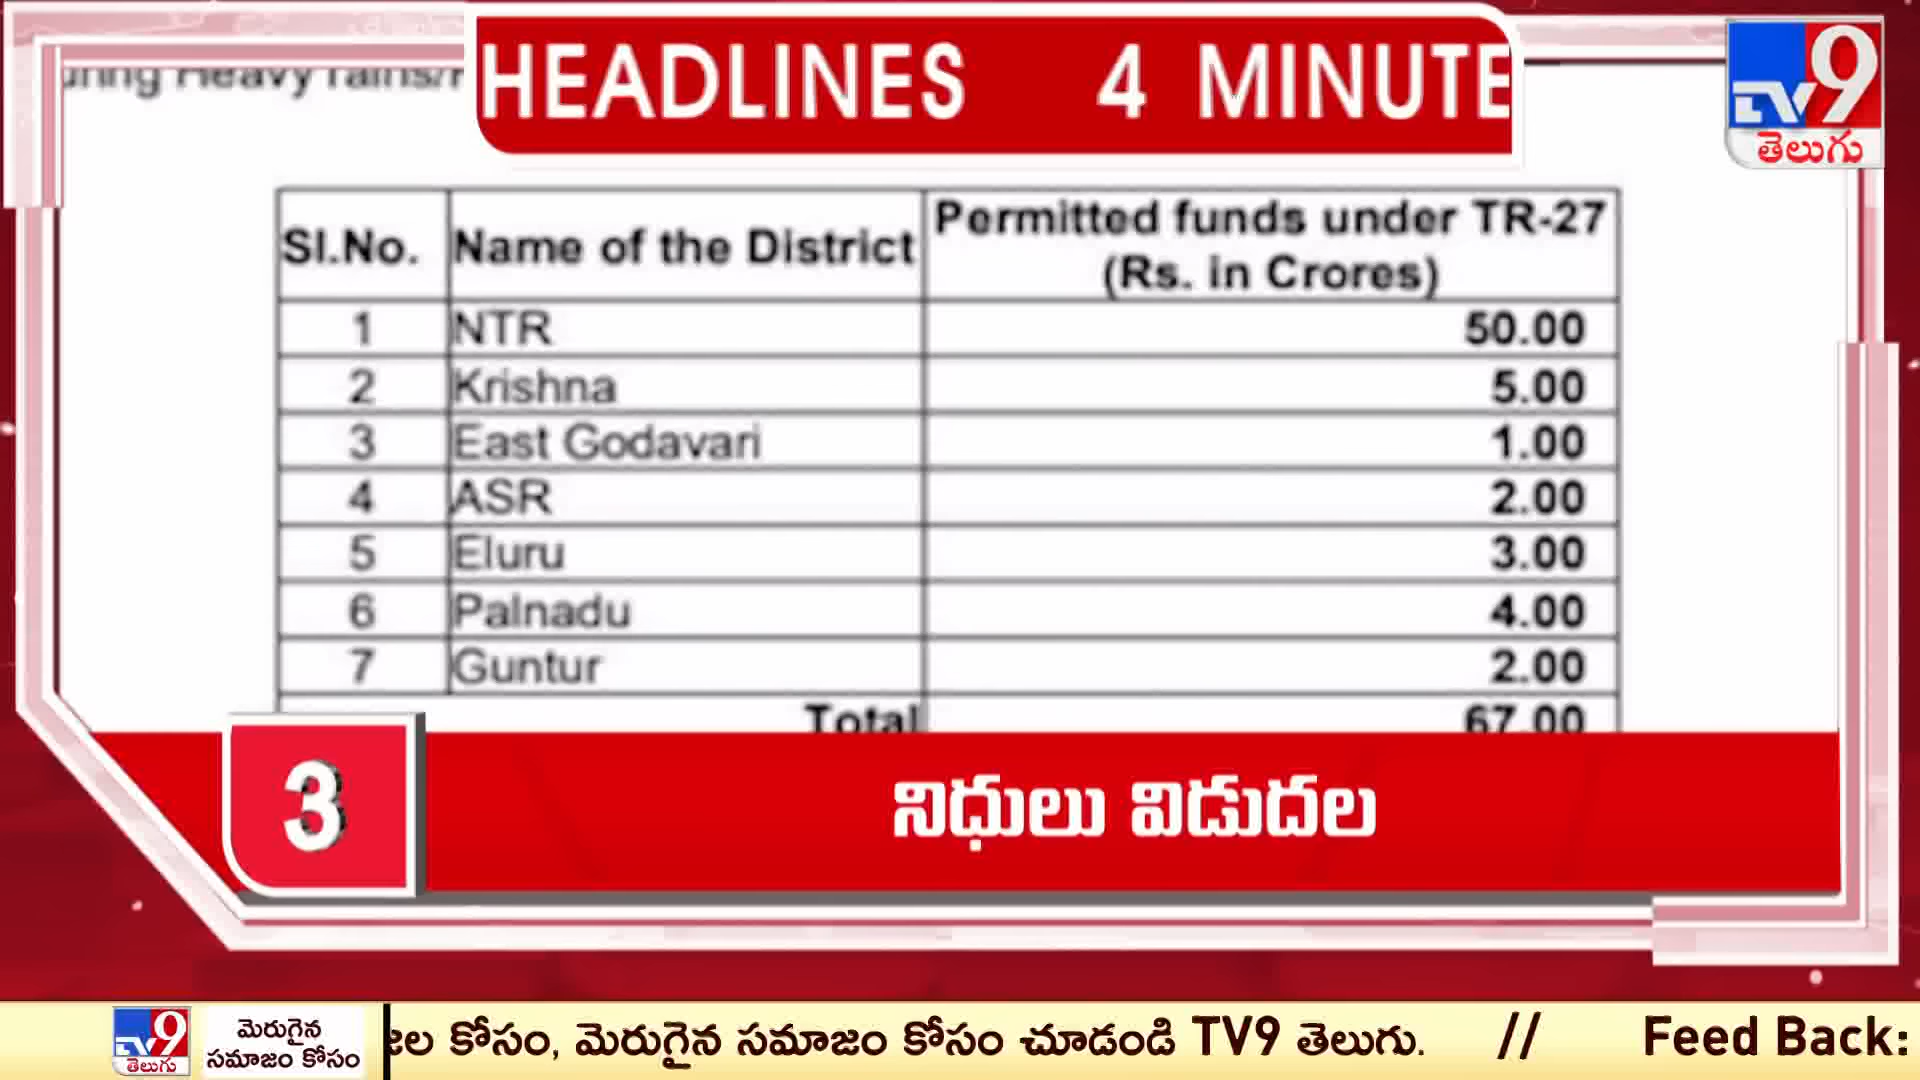 HEADLINES 4 MINUTE
TV9
తెలుగు
Heavy rains/
Sl.No. Name of the District Permitted funds under TR-27 (Rs. in Crores)
1 NTR 50.00
2 Krishna 5.00
3 East Godavari 1.00
4 ASR 2.00
5 Eluru 3.00
6 Palnadu 4.00
7 Guntur 2.00
Total 67.00
3 నిధులు విడుదల
TV9
తెలుగు
మెరుగైన
సమాజం కోసం
కోసం, మెరుగైన సమాజం కోసం చూడండి TV9 తెలుగు. // Feed Back: